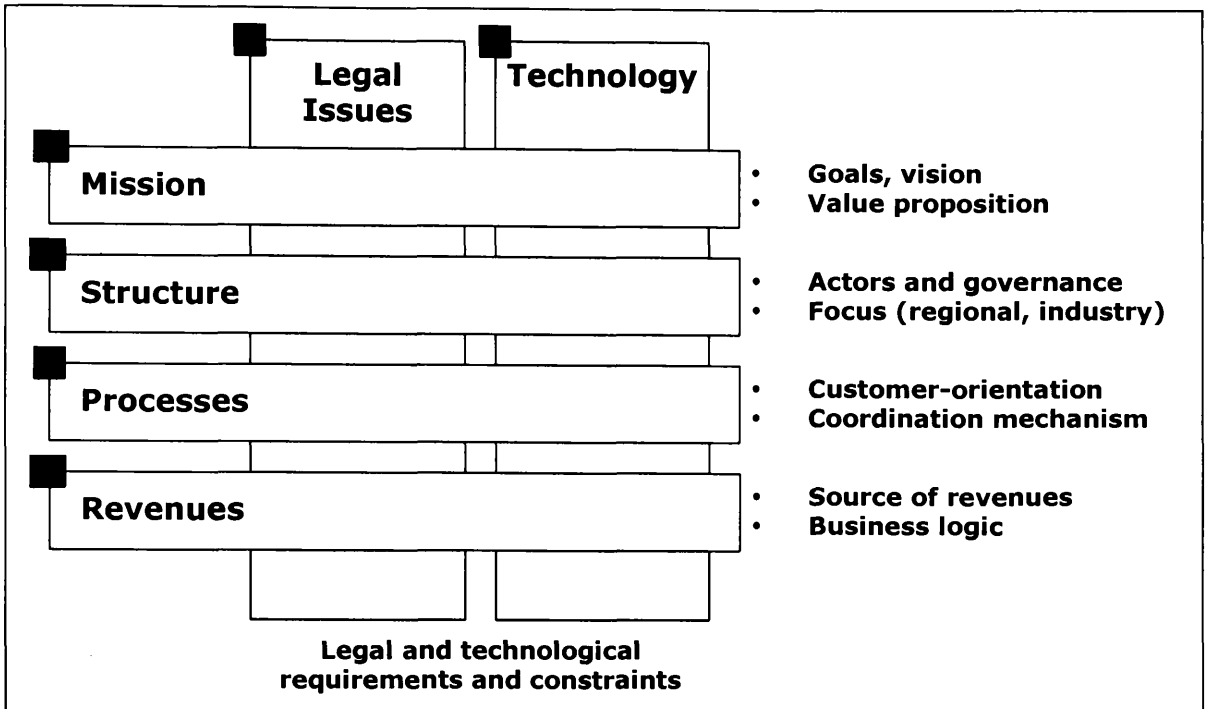 Legal
Issues
Technology
Mission
• Goals, vision
• Value proposition
Structure
• Actors and governance
• Focus (regional, industry)
Processes
• Customer-orientation
• Coordination mechanism
Revenues
• Source of revenues
• Business logic
Legal and technological
requirements and constraints